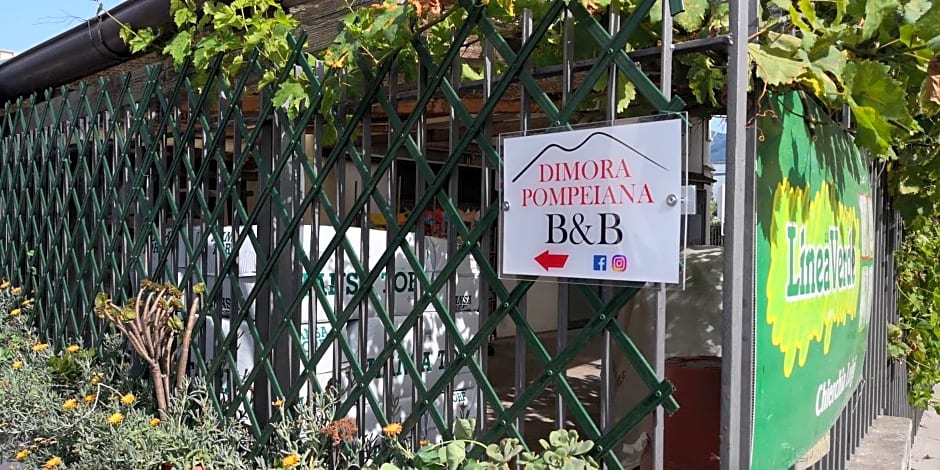 DIMORA
POMPEIANA
B&B
LineaVerde